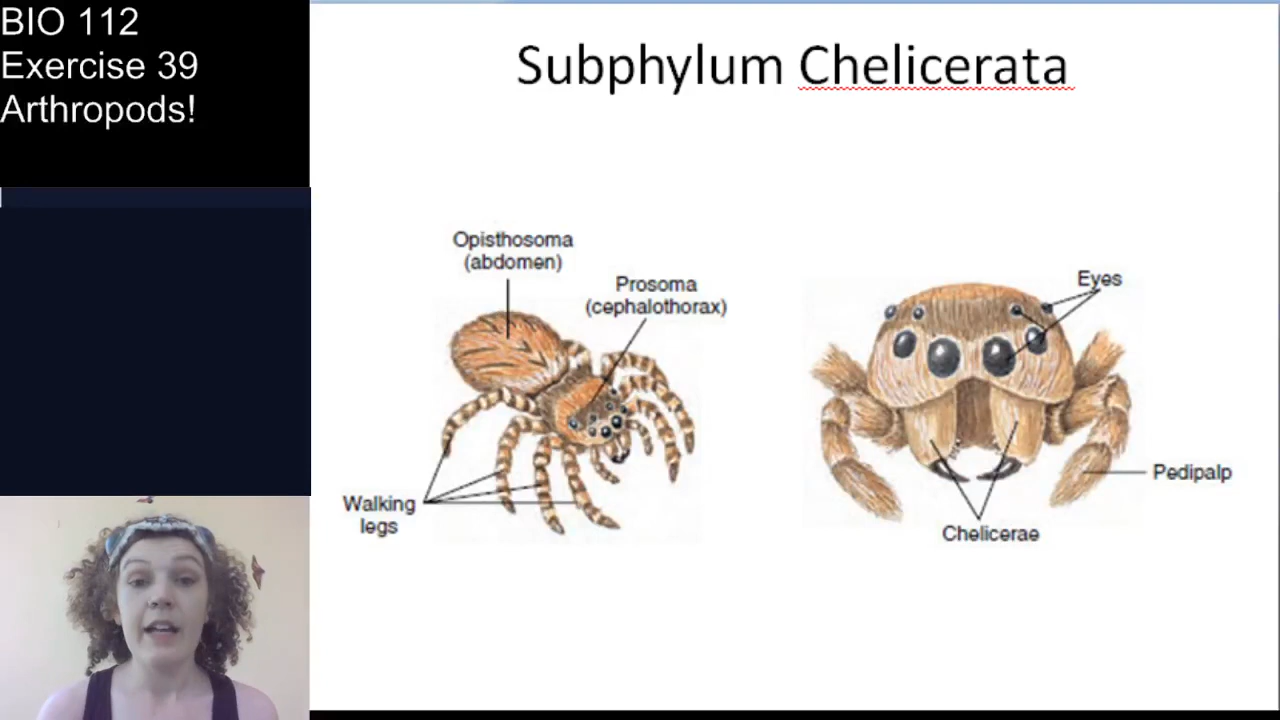 BIO 112
Exercise 39
Arthropods!
Subphylum Chelicerata
Opisthosoma
(abdomen)
Prosoma
(cephalothorax)
Walking
legs
Eyes
Pedipalp
Chelicerae